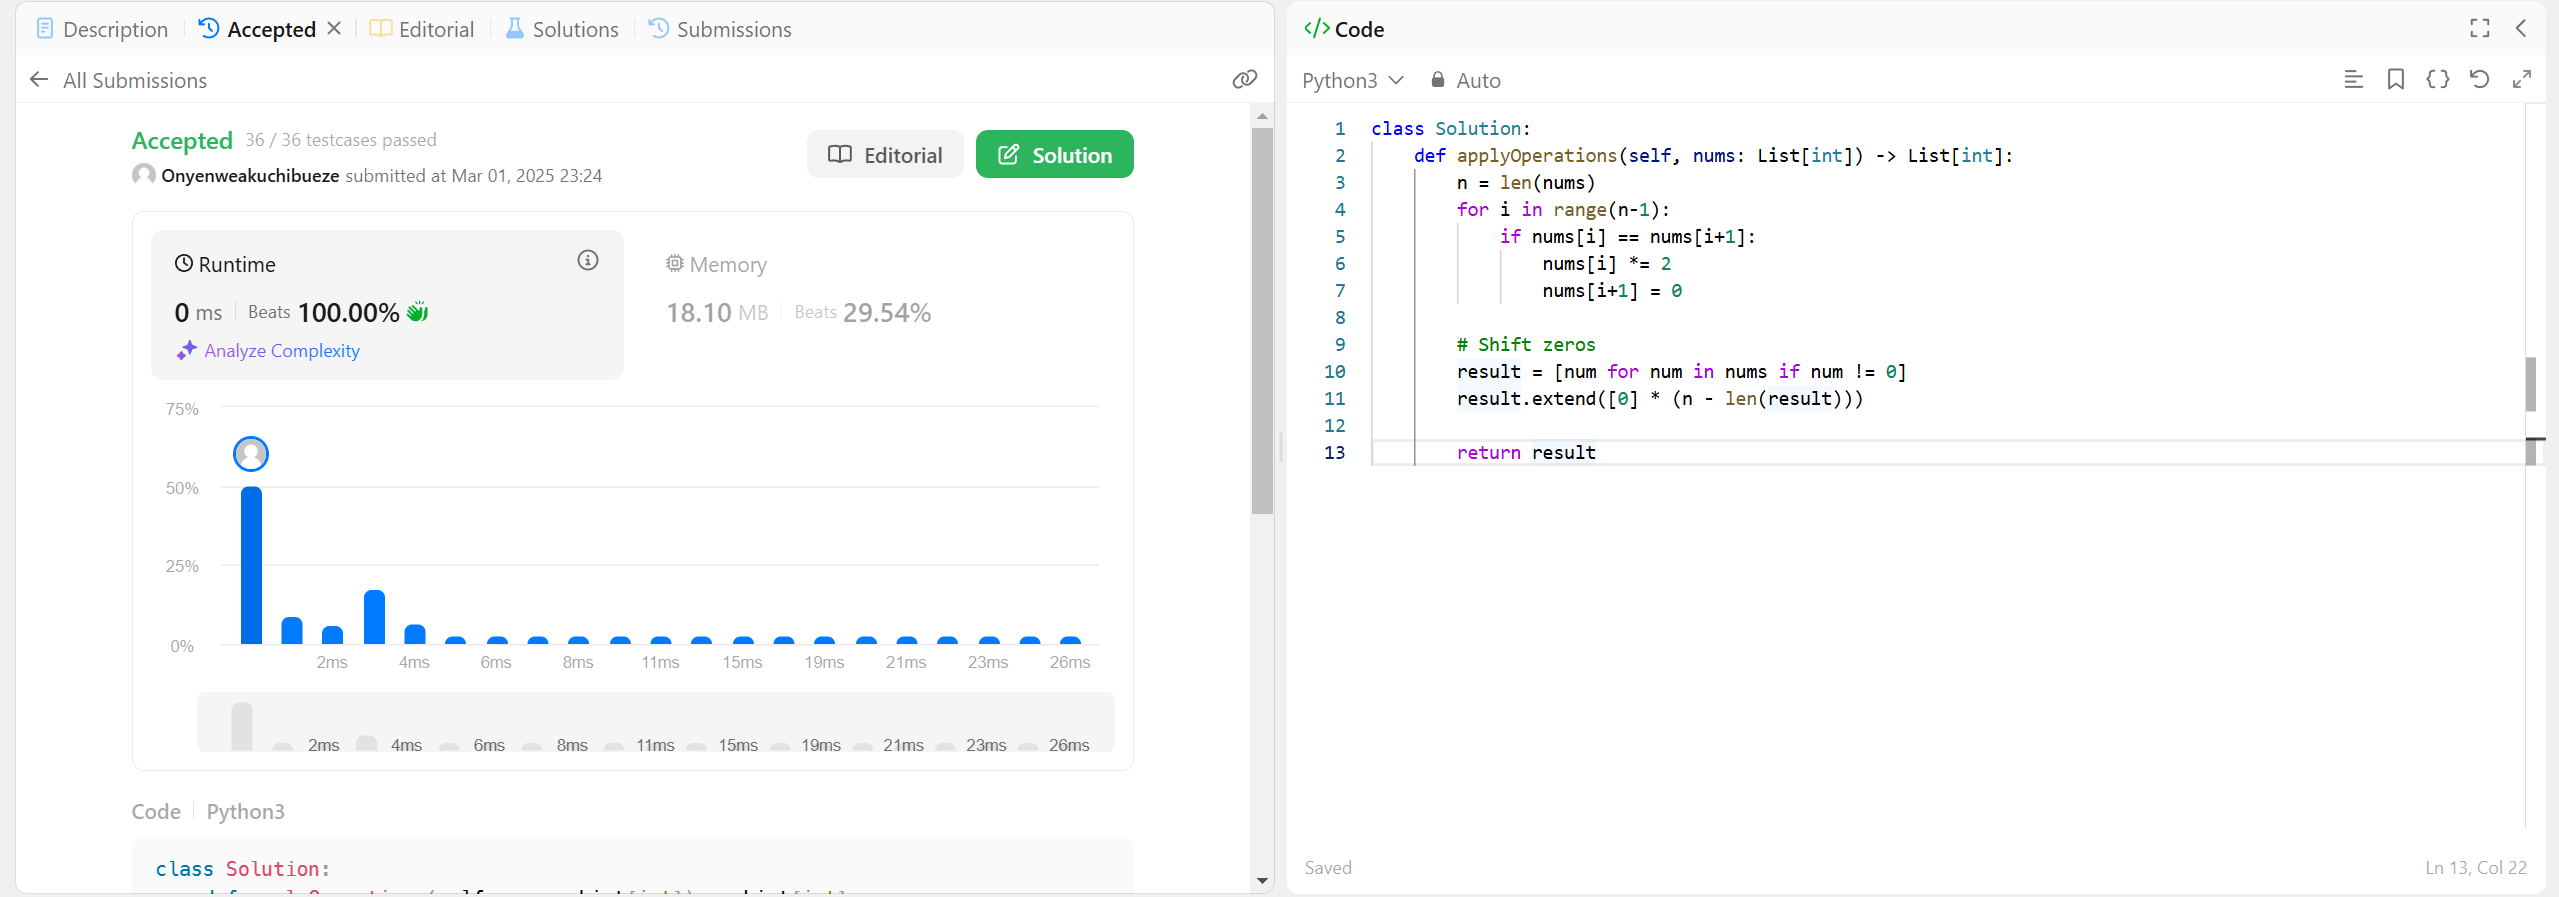 Description
Accepted
Editorial
Solutions
Submissions
All Submissions
Accepted 36 / 36 testcases passed
Onyenweakuchibueze submitted at Mar 01, 2025 23:24
Editorial
Solution
Runtime
0 ms Beats 100.00%
Analyze Complexity
Memory
18.10 MB Beats 29.54%
75%
50%
25%
0%
2ms 4ms 6ms 8ms 11ms 15ms 19ms 21ms 23ms 26ms
2ms 4ms 6ms 8ms 11ms 15ms 19ms 21ms 23ms 26ms
Code Python3
class Solution:
</> Code
Python3 Auto
1 class Solution:
2     def applyOperations(self, nums: List[int]) -> List[int]:
3         n = len(nums)
4         for i in range(n-1):
5             if nums[i] == nums[i+1]:
6                 nums[i] *= 2
7                 nums[i+1] = 0
8
9         # Shift zeros
10         result = [num for num in nums if num != 0]
11         result.extend([0] * (n - len(result)))
12
13         return result
Saved
Ln 13, Col 22